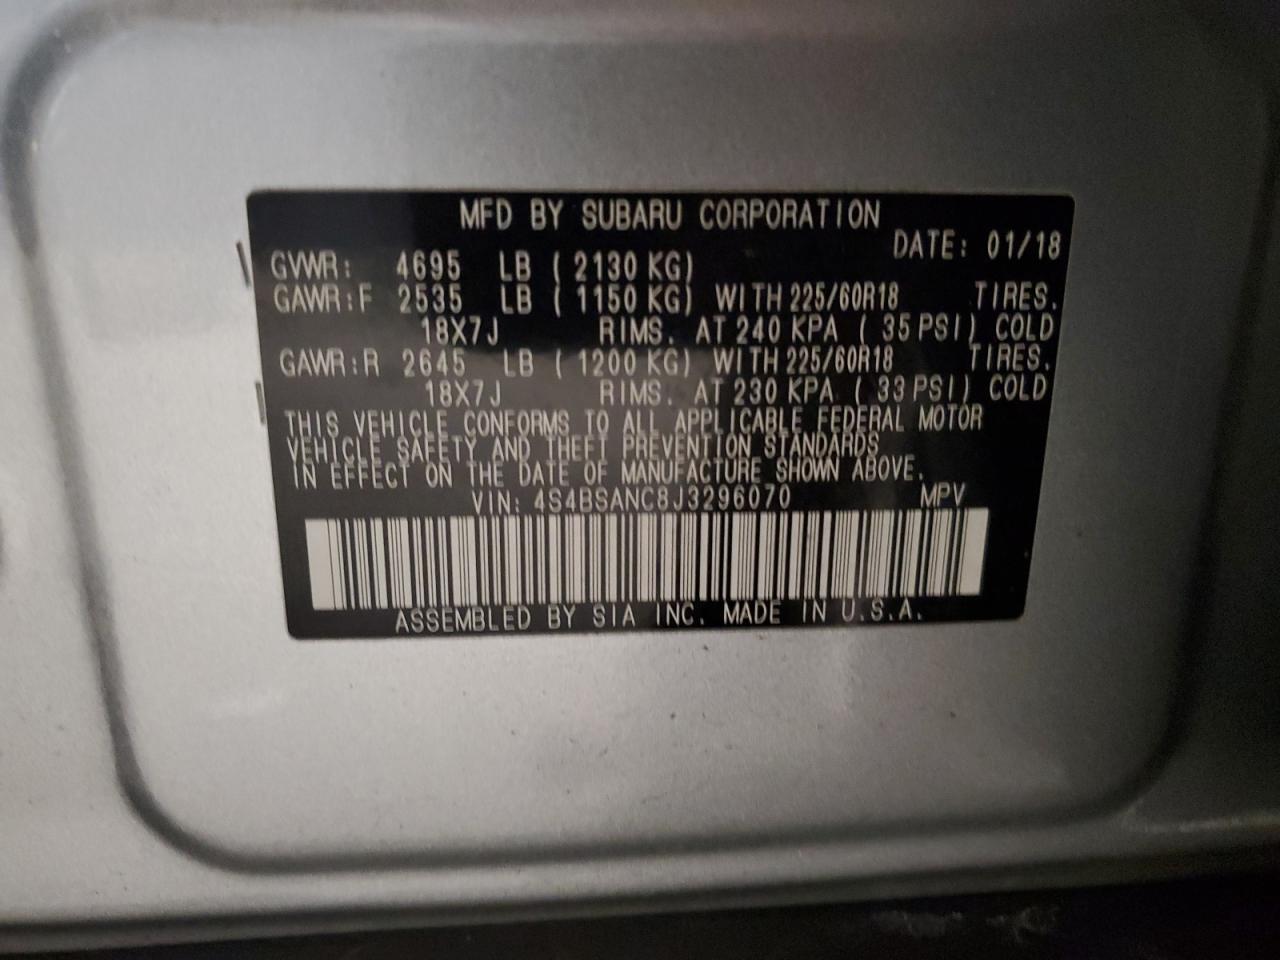 MFD BY SUBARU CORPORATION
DATE: 01/18
GVWR: 4695 LB ( 2130 KG)
GAWR:F 2535 LB ( 1150 KG) WITH 225/60R18 TIRES.
18X7J RIMS. AT 240 KPA ( 35 PSI) COLD
GAWR:R 2645 LB ( 1200 KG) WITH 225/60R18 TIRES.
18X7J RIMS. AT 230 KPA ( 33 PSI) COLD
THIS VEHICLE CONFORMS TO ALL APPLICABLE FEDERAL MOTOR
VEHICLE SAFETY AND THEFT PREVENTION STANDARDS
IN EFFECT ON THE DATE OF MANUFACTURE SHOWN ABOVE.
VIN: 4S4BSANC8J3296070 MPV
ASSEMBLED BY SIA INC. MADE IN U.S.A.